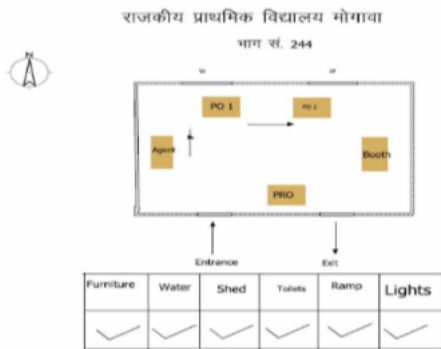 राजकीय प्राथमिक विद्यालय मोगावा
भाग सं. 244
N
W W
PO 1 PO 2
Agent Booth
PRO
Entrance Exit
Furniture Water Shed Toilets Ramp Lights